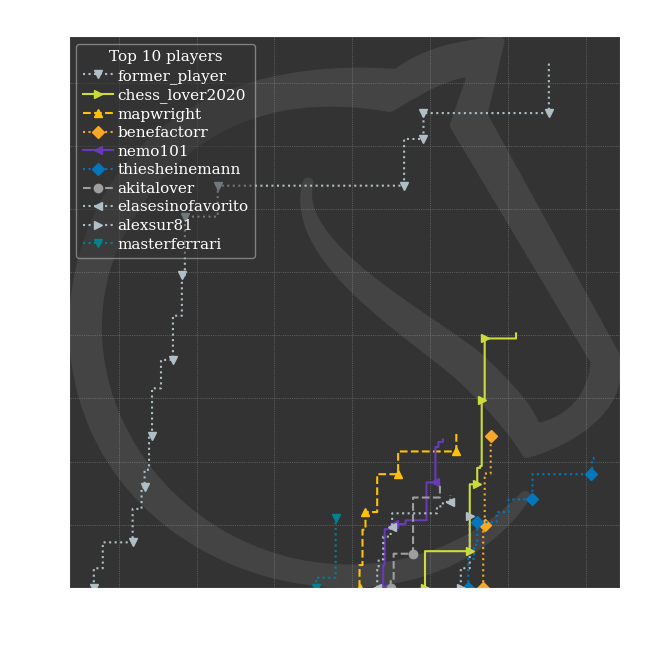 Top 10 players
former_player
chess_lover2020
mapwright
benefactorr
nemo101
thiesheinemann
akitalover
elasesinofavorito
alexsur81
masterferrari